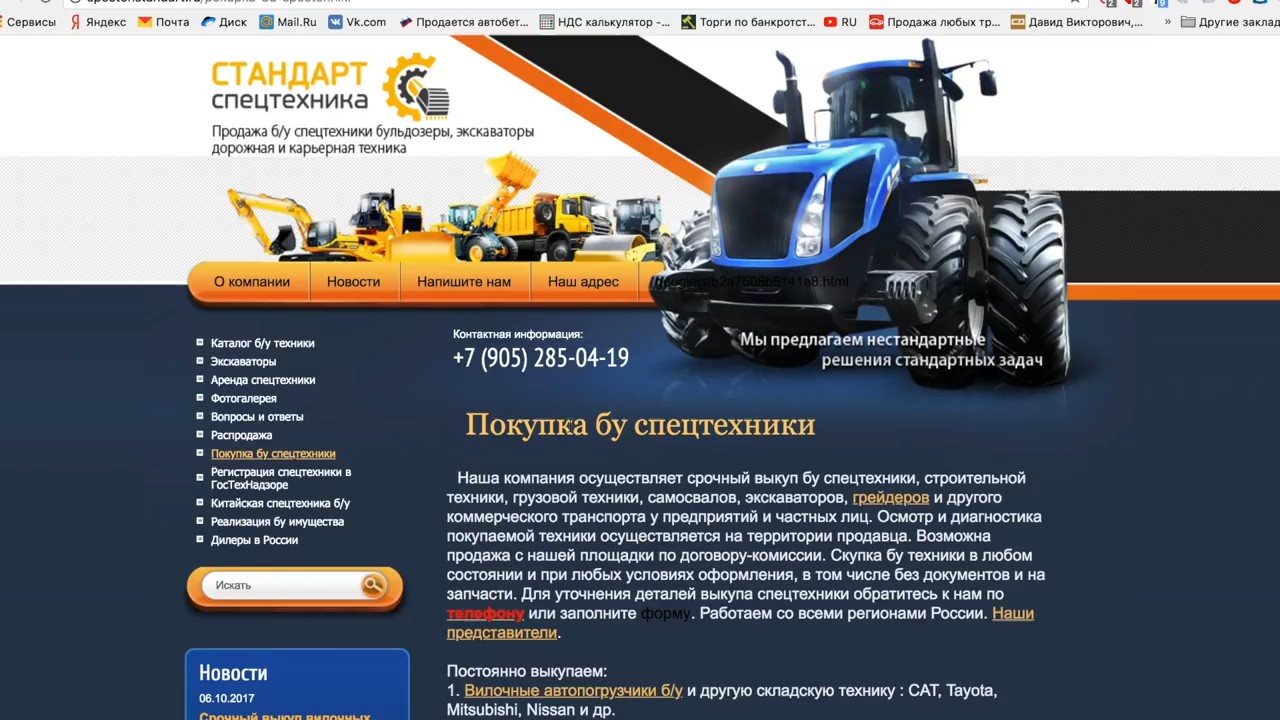 Сервисы Яндекс Почта Диск Mail.Ru Vk.com Продается автобет... НДС калькулятор -... Торги по банкротст... RU Продажа любых тр... Давид Викторович,... » Другие заклад
СТАНДАРТ
спецтехника
Продажа б/у спецтехники бульдозеры, экскаваторы
дорожная и карьерная техника
О компании Новости Напишите нам Наш адрес
Контактная информация:
+7 (905) 285-04-19
Мы предлагаем нестандартные
решения стандартных задач
Каталог б/у техники
Экскаваторы
Аренда спецтехники
Фотогалерея
Вопросы и ответы
Распродажа
Покупка бу спецтехники
Регистрация спецтехники в
ГосТехНадзоре
Китайская спецтехника б/у
Реализация бу имущества
Дилеры в России
Искать
Новости
06.10.2017
Срочный выкуп вилочных
Покупка бу спецтехники
Наша компания осуществляет срочный выкуп бу спецтехники, строительной
техники, грузовой техники, самосвалов, экскаваторов, грейдеров и другого
коммерческого транспорта у предприятий и частных лиц. Осмотр и диагностика
покупаемой техники осуществляется на территории продавца. Возможна
продажа с нашей площадки по договору-комиссии. Скупка бу техники в любом
состоянии и при любых условиях оформления, в том числе без документов и на
запчасти. Для уточнения деталей выкупа спецтехники обратитесь к нам по
телефону или заполните форму. Работаем со всеми регионами России. Наши
представители.
Постоянно выкупаем:
1. Вилочные автопогрузчики б/у и другую складскую технику : CAT, Tayota,
Mitsubishi, Nissan и др.